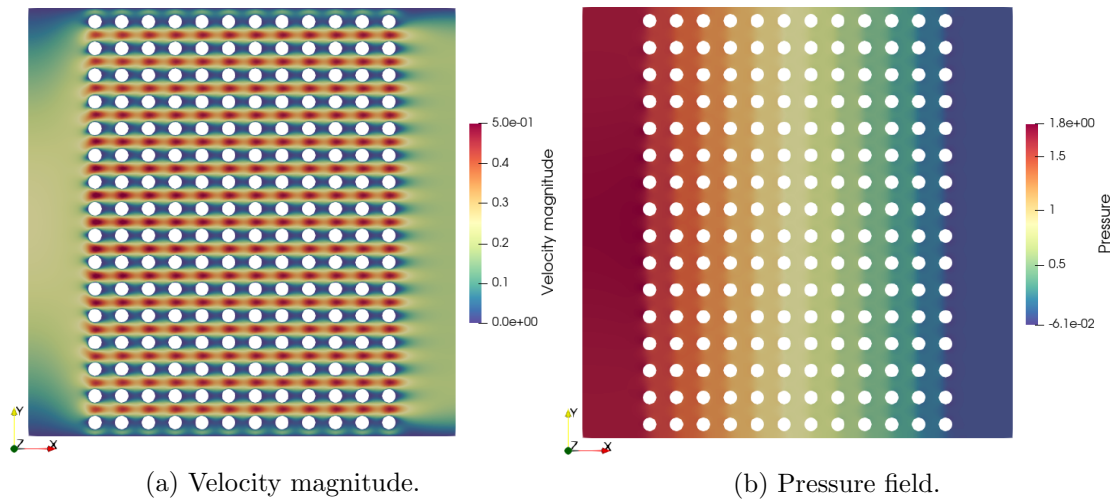 5.0e-01
0.4
0.3
0.2
0.1
0.0e+00
Velocity magnitude
Y
Z
X
1.8e+00
1.5
1
0.5
-6.1e-02
Pressure
Y
Z
X
(a) Velocity magnitude.
(b) Pressure field.